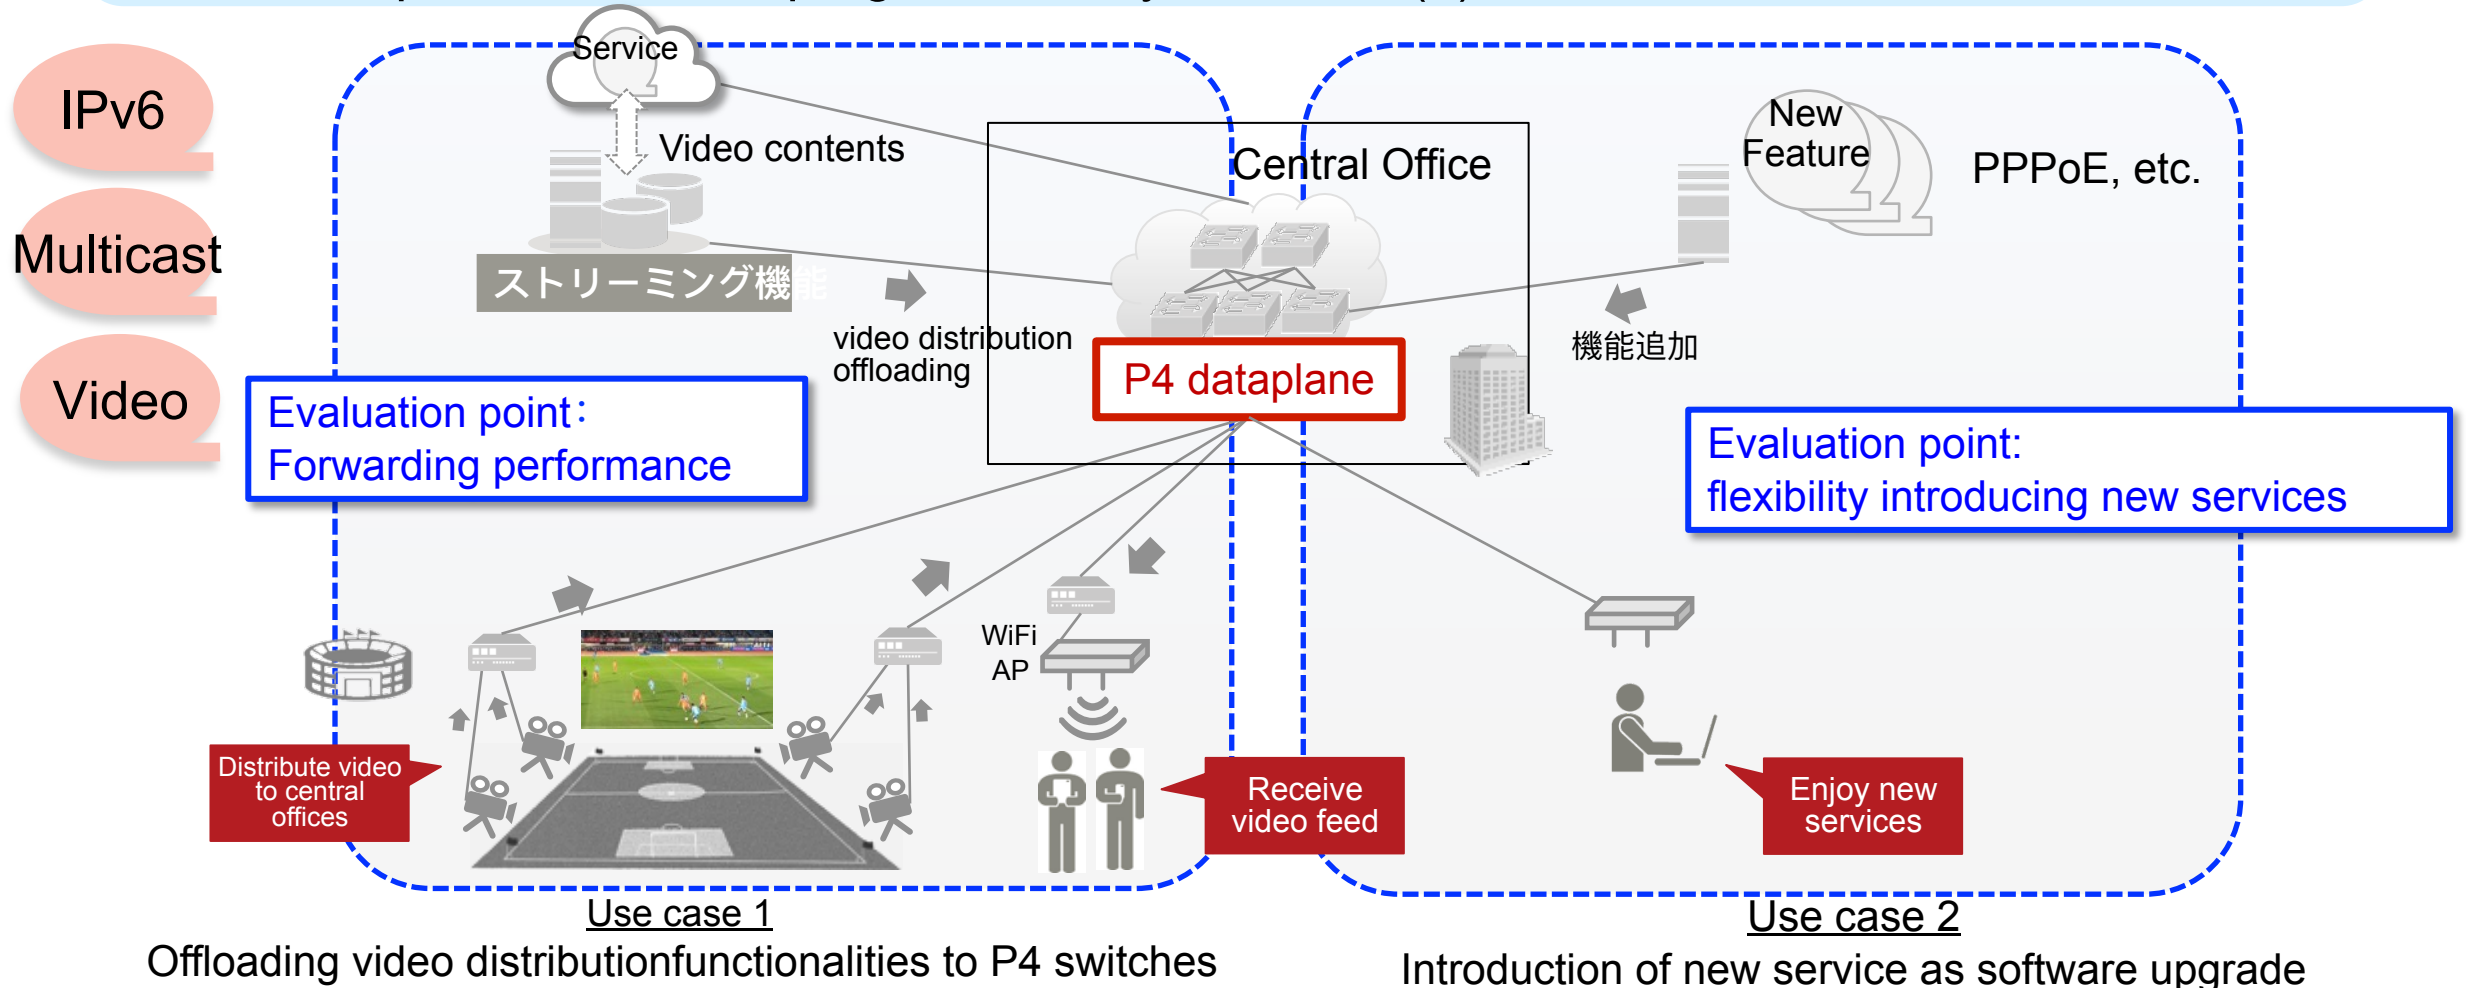 Service
IPv6
Multicast
Video
Video contents
ストリーミング機能
video distribution
offloading
Central Office
P4 dataplane
New
Feature
PPPoE, etc.
機能追加
Evaluation point：
Forwarding performance
Evaluation point:
flexibility introducing new services
WiFi
AP
Distribute video
to central
offices
Receive
video feed
Enjoy new
services
Use case 1
Offloading video distributionfunctionalities to P4 switches
Use case 2
Introduction of new service as software upgrade